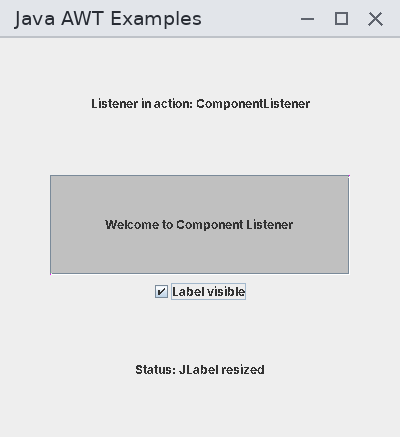 Java AWT Examples
Listener in action: ComponentListener
Welcome to Component Listener
Label visible
Status: JLabel resized